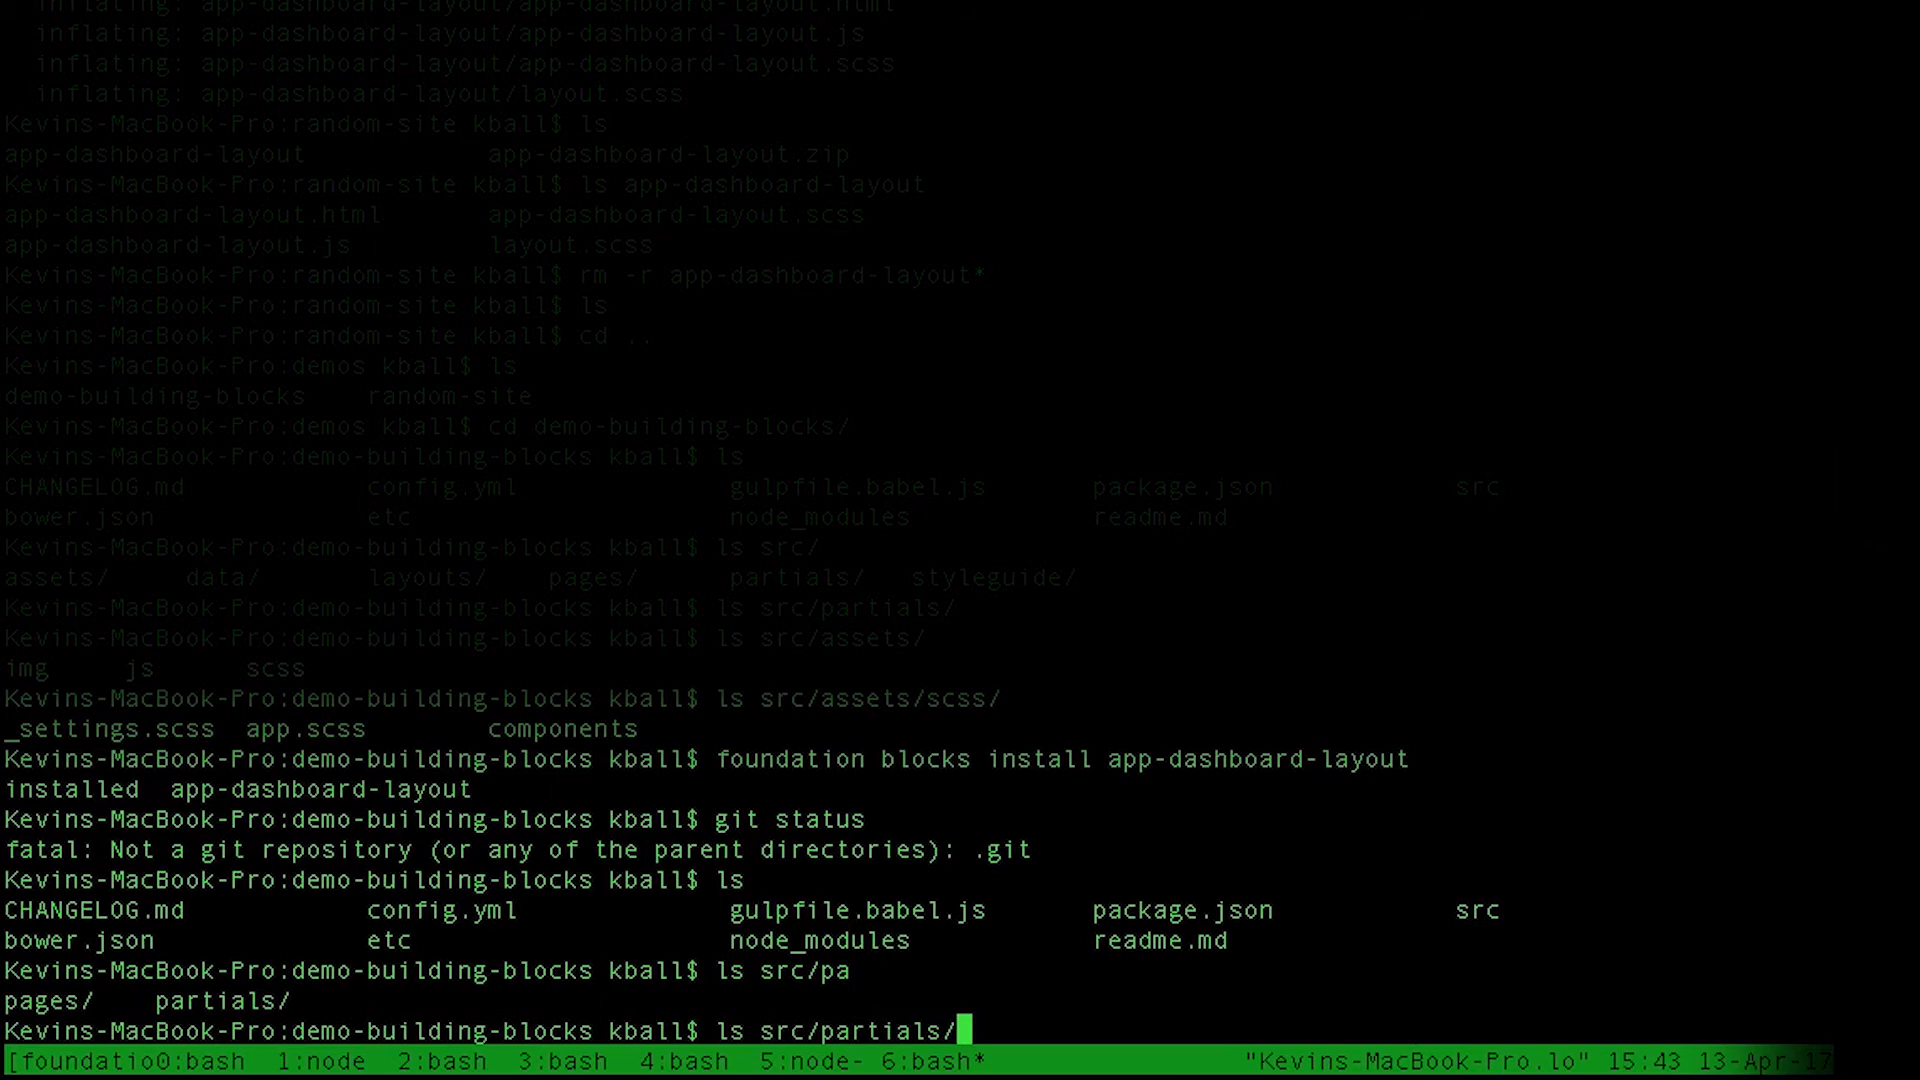 inflating: app-dashboard-layout/app-dashboard-layout.html
inflating: app-dashboard-layout/app-dashboard-layout.js
inflating: app-dashboard-layout/app-dashboard-layout.scss
inflating: app-dashboard-layout/layout.scss
Kevins-MacBook-Pro:random-site kball$ ls
app-dashboard-layout app-dashboard-layout.zip
Kevins-MacBook-Pro:random-site kball$ ls app-dashboard-layout
app-dashboard-layout.html app-dashboard-layout.scss
app-dashboard-layout.js layout.scss
Kevins-MacBook-Pro:random-site kball$ rm -r app-dashboard-layout*
Kevins-MacBook-Pro:random-site kball$ ls
Kevins-MacBook-Pro:random-site kball$ cd ..
Kevins-MacBook-Pro:demos kball$ ls
demo-building-blocks random-site
Kevins-MacBook-Pro:demos kball$ cd demo-building-blocks/
Kevins-MacBook-Pro:demo-building-blocks kball$ ls
CHANGELOG.md config.yml gulpfile.babel.js package.json src
bower.json etc node_modules readme.md
Kevins-MacBook-Pro:demo-building-blocks kball$ ls src/
assets/ data/ layouts/ pages/ partials/ styleguide/
Kevins-MacBook-Pro:demo-building-blocks kball$ ls src/partials/
Kevins-MacBook-Pro:demo-building-blocks kball$ ls src/assets/
img js scss
Kevins-MacBook-Pro:demo-building-blocks kball$ ls src/assets/scss/
_settings.scss app.scss components
Kevins-MacBook-Pro:demo-building-blocks kball$ foundation blocks install app-dashboard-layout
installed app-dashboard-layout
Kevins-MacBook-Pro:demo-building-blocks kball$ git status
fatal: Not a git repository (or any of the parent directories): .git
Kevins-MacBook-Pro:demo-building-blocks kball$ ls
CHANGELOG.md config.yml gulpfile.babel.js package.json src
bower.json etc node_modules readme.md
Kevins-MacBook-Pro:demo-building-blocks kball$ ls src/pa
pages/ partials/
Kevins-MacBook-Pro:demo-building-blocks kball$ ls src/partials/
[foundatio0:bash 1:node 2:bash 3:bash 4:bash 5:node- 6:bash* "Kevins-MacBook-Pro.lo" 15:43 13-Apr-17